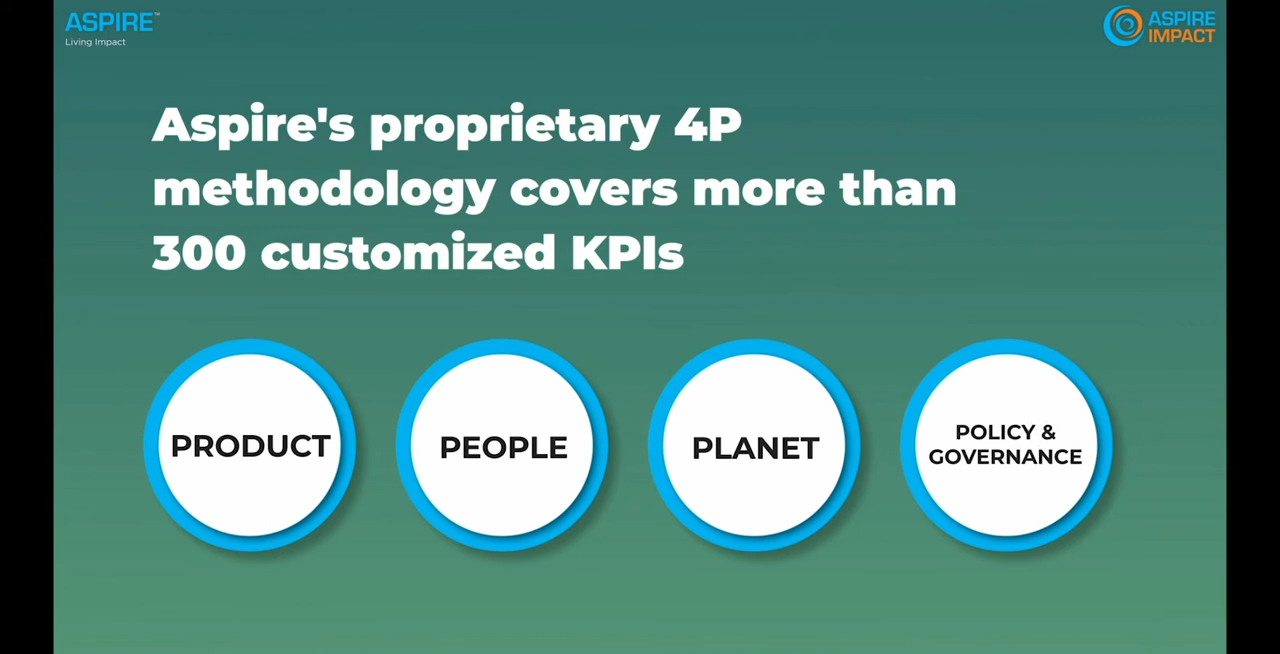 ASPIRE™
Living Impact
ASPIRE
IMPACT
Aspire's proprietary 4P
methodology covers more than
300 customized KPIs
PRODUCT
PEOPLE
PLANET
POLICY &
GOVERNANCE